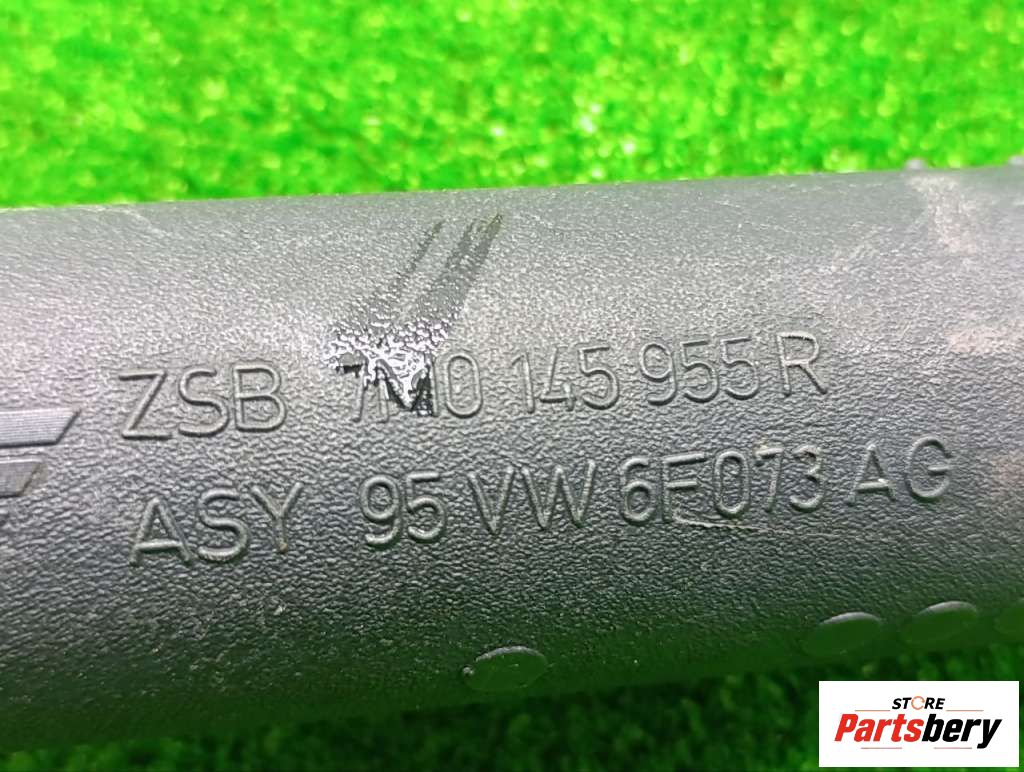 ZSB 7M0 145 955 R
ASY 95 VW 6F073 AG
STORE
Partsbery